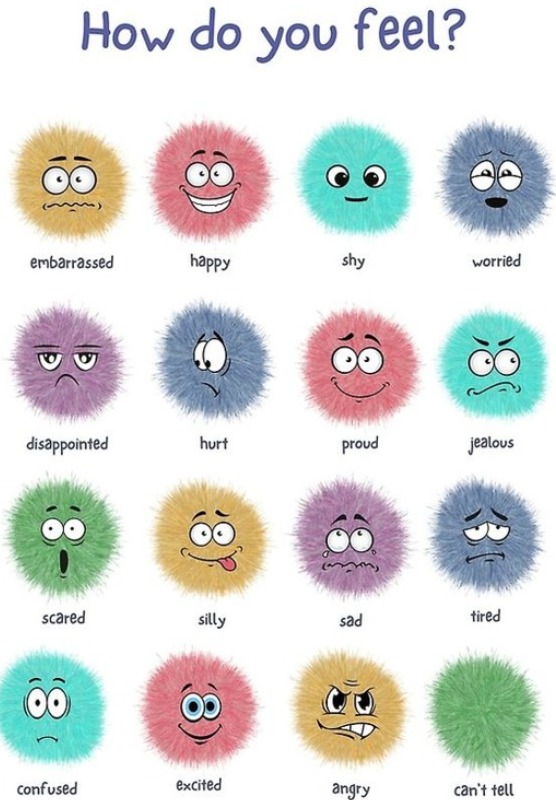 How do you feel?
embarrassed
happy
shy
worried
disappointed
hurt
proud
jealous
scared
silly
sad
tired
confused
excited
angry
can't tell